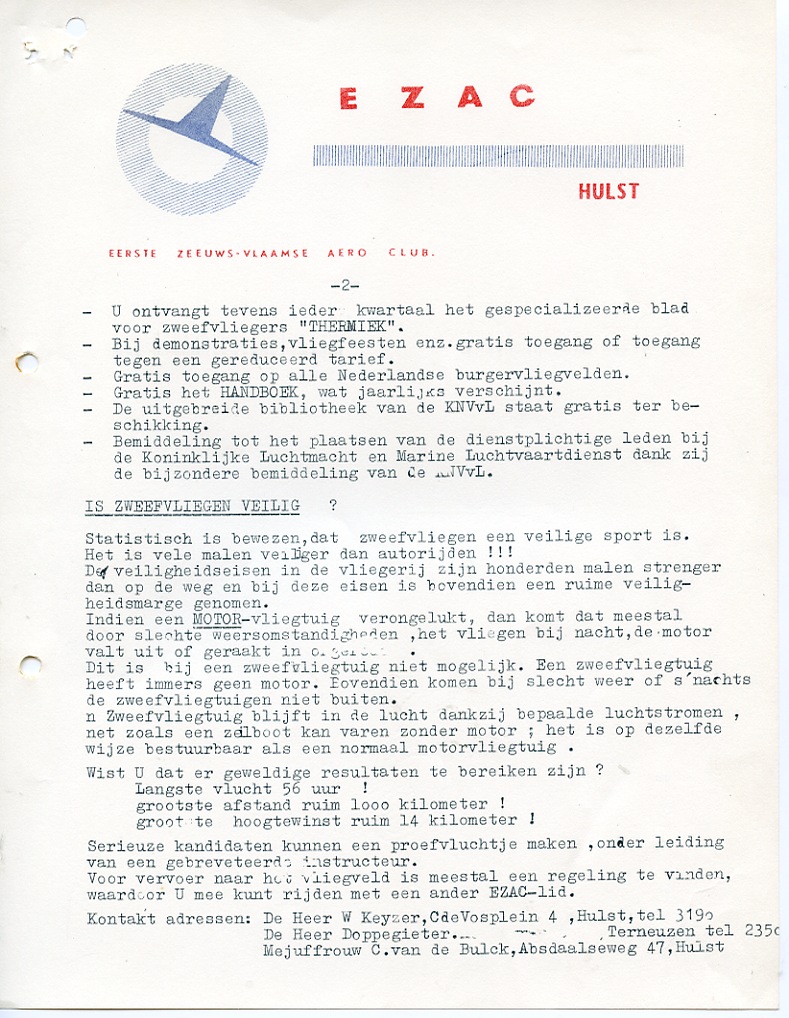 E Z A C
HULST
EERSTE ZEEUWS-VLAAMSE AERO CLUB.
-2-
- U ontvangt tevens ieder kwartaal het gespecializeerde blad
voor zweefvliegers "THERMIEK".
- Bij demonstraties,vliegfeesten enz.gratis toegang of toegang
tegen een gereduceerd tarief.
- Gratis toegang op alle Nederlandse burgervliegvelden.
- Gratis het HANDBOEK, wat jaarlijks verschijnt.
- De uitgebreide bibliotheek van de KNVvL staat gratis ter be-
schikking.
- Bemiddeling tot het plaatsen van de dienstplichtige leden bij
de Koninklijke Luchtmacht en Marine Luchtvaartdienst dank zij
de bijzondere bemiddeling van de KNVvL.
IS ZWEEFVLIEGEN VEILIG ?
Statistisch is bewezen,dat zweefvliegen een veilige sport is.
Het is vele malen veiliger dan autorijden !!!
De veiligheidseisen in de vliegerij zijn honderden malen strenger
dan op de weg en bij deze eisen is bovendien een ruime veilig-
heidsmarge genomen.
Indien een MOTOR-vliegtuig verongelukt, dan komt dat meestal
door slechte weersomstandigheden ,het vliegen bij nacht,de motor
valt uit of geraakt in .
Dit is bij een zweefvliegtuig niet mogelijk. Een zweefvliegtuig
heeft immers geen motor. Bovendien komen bij slecht weer of s'nachts
de zweefvliegtuigen niet buiten.
n Zweefvliegtuig blijft in de lucht dankzij bepaalde luchtstromen ,
net zoals een zeilboot kan varen zonder motor ; het is op dezelfde
wijze bestuurbaar als een normaal motorvliegtuig .
Wist U dat er geweldige resultaten te bereiken zijn ?
Langste vlucht 56 uur !
grootste afstand ruim 1ooo kilometer !
grootste hoogtewinst ruim 14 kilometer !
Serieuze kandidaten kunnen een proefvluchtje maken ,onder leiding
van een gebreveteerde instructeur.
Voor vervoer naar het vliegveld is meestal een regeling te vinden,
waardoor U mee kunt rijden met een ander EZAC-lid.
Kontakt adressen: De Heer W Keyzer,CdeVosplein 4 ,Hulst,tel 319o
De Heer Doppegieter. ,Terneuzen tel 235o
Mejuffrouw C.van de Bulck,Absdaalseweg 47,Hulst